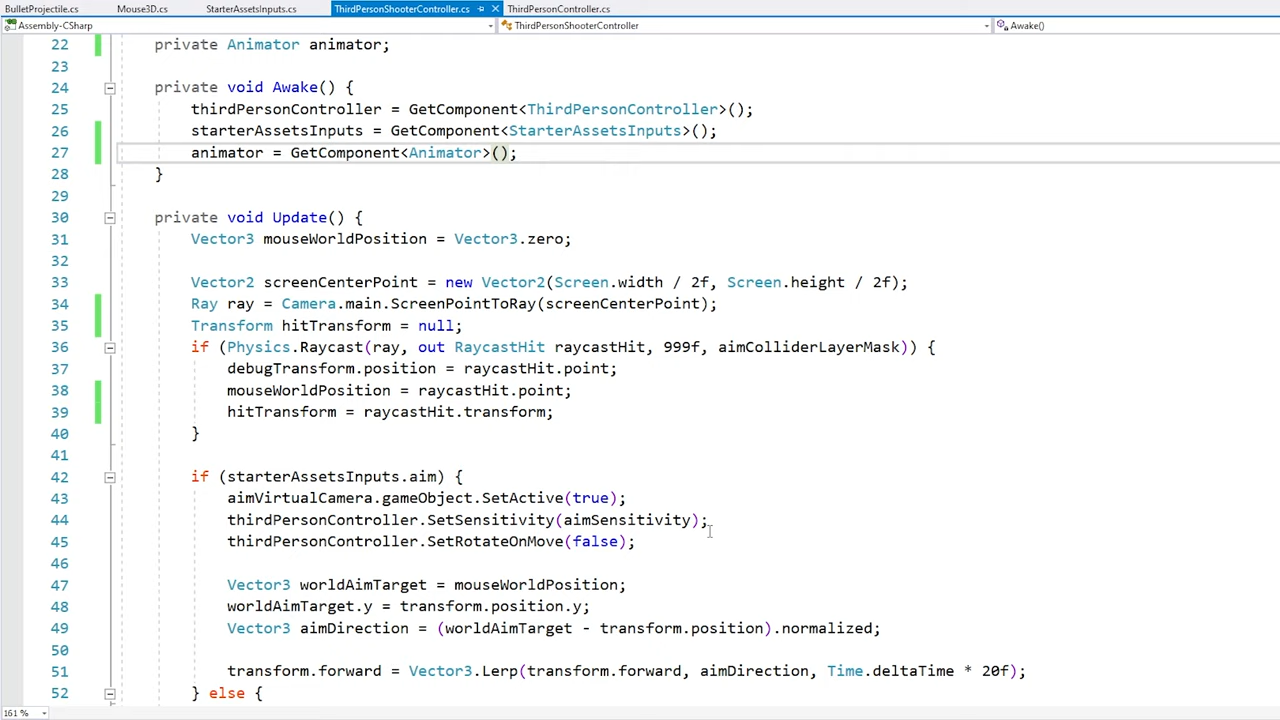 BulletProjectile.cs Mouse3D.cs StarterAssetsInputs.cs ThirdPersonShooterController.cs ThirdPersonController.cs
Assembly-CSharp ThirdPersonShooterController Awake()
22 private Animator animator;
23
24 private void Awake() {
25 thirdPersonController = GetComponent<ThirdPersonController>();
26 starterAssetsInputs = GetComponent<StarterAssetsInputs>();
27 animator = GetComponent<Animator>();
28 }
29
30 private void Update() {
31 Vector3 mouseWorldPosition = Vector3.zero;
32
33 Vector2 screenCenterPoint = new Vector2(Screen.width / 2f, Screen.height / 2f);
34 Ray ray = Camera.main.ScreenPointToRay(screenCenterPoint);
35 Transform hitTransform = null;
36 if (Physics.Raycast(ray, out RaycastHit raycastHit, 999f, aimColliderLayerMask)) {
37 debugTransform.position = raycastHit.point;
38 mouseWorldPosition = raycastHit.point;
39 hitTransform = raycastHit.transform;
40 }
41
42 if (starterAssetsInputs.aim) {
43 aimVirtualCamera.gameObject.SetActive(true);
44 thirdPersonController.SetSensitivity(aimSensitivity);
45 thirdPersonController.SetRotateOnMove(false);
46
47 Vector3 worldAimTarget = mouseWorldPosition;
48 worldAimTarget.y = transform.position.y;
49 Vector3 aimDirection = (worldAimTarget - transform.position).normalized;
50
51 transform.forward = Vector3.Lerp(transform.forward, aimDirection, Time.deltaTime * 20f);
52 } else {
161 %